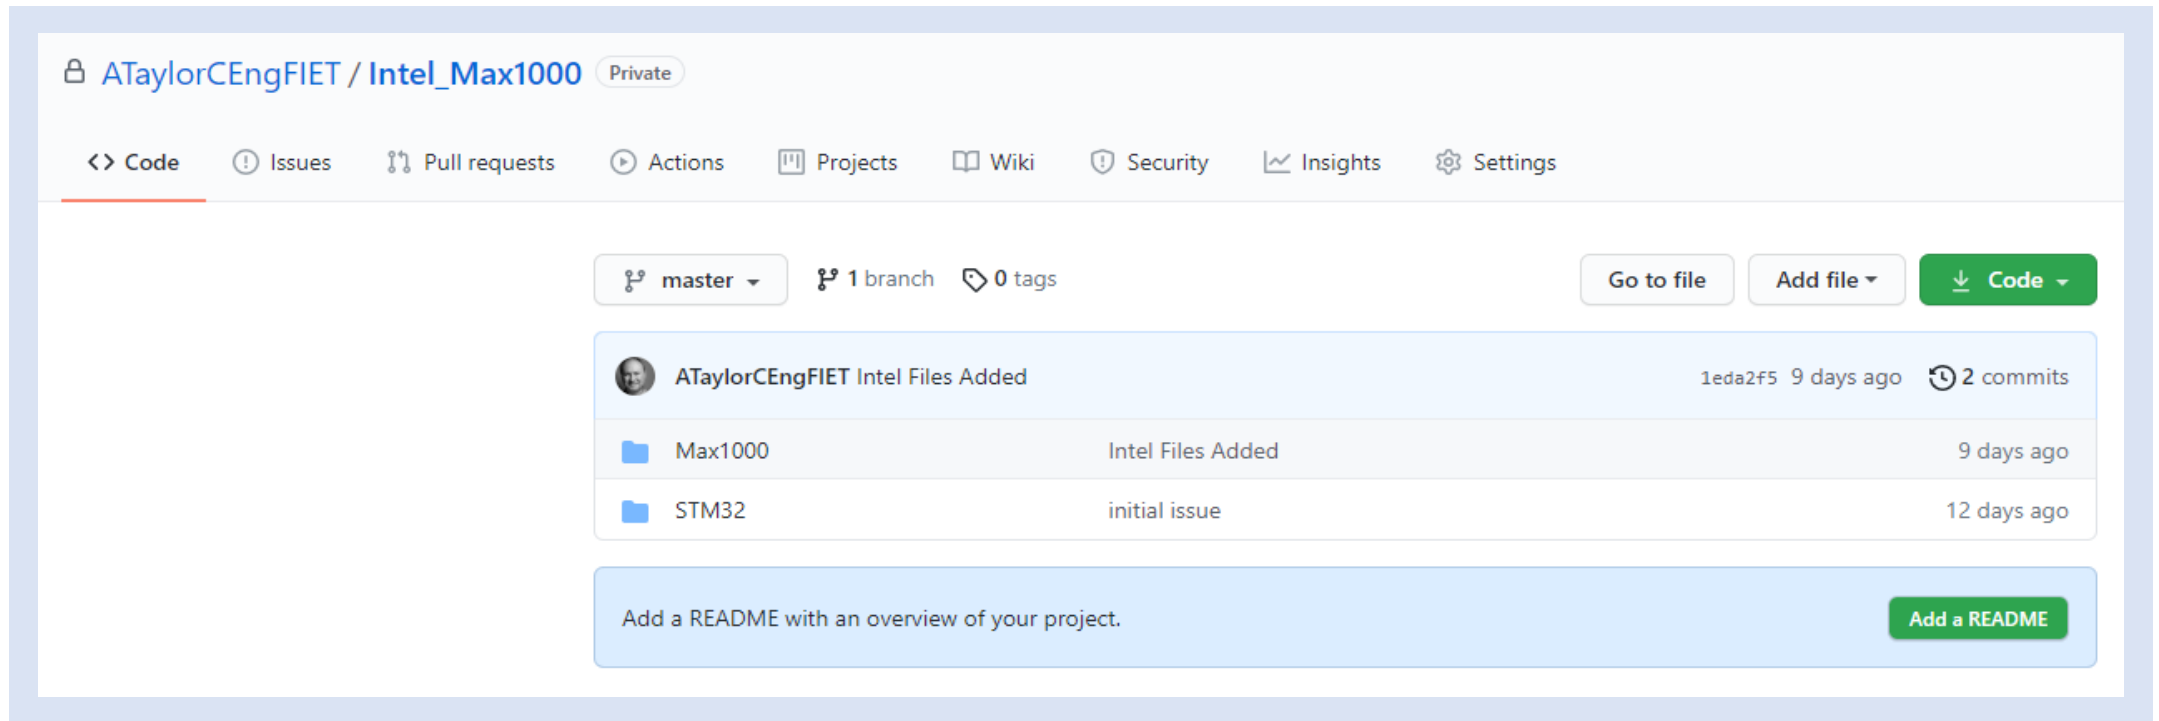 ATaylorCEngFIET / Intel_Max1000 Private
Code Issues Pull requests Actions Projects Wiki Security Insights Settings
master 1 branch 0 tags Go to file Add file Code
ATaylorCEngFIET Intel Files Added 1eda2f5 9 days ago 2 commits
Max1000 Intel Files Added 9 days ago
STM32 initial issue 12 days ago
Add a README with an overview of your project. Add a README